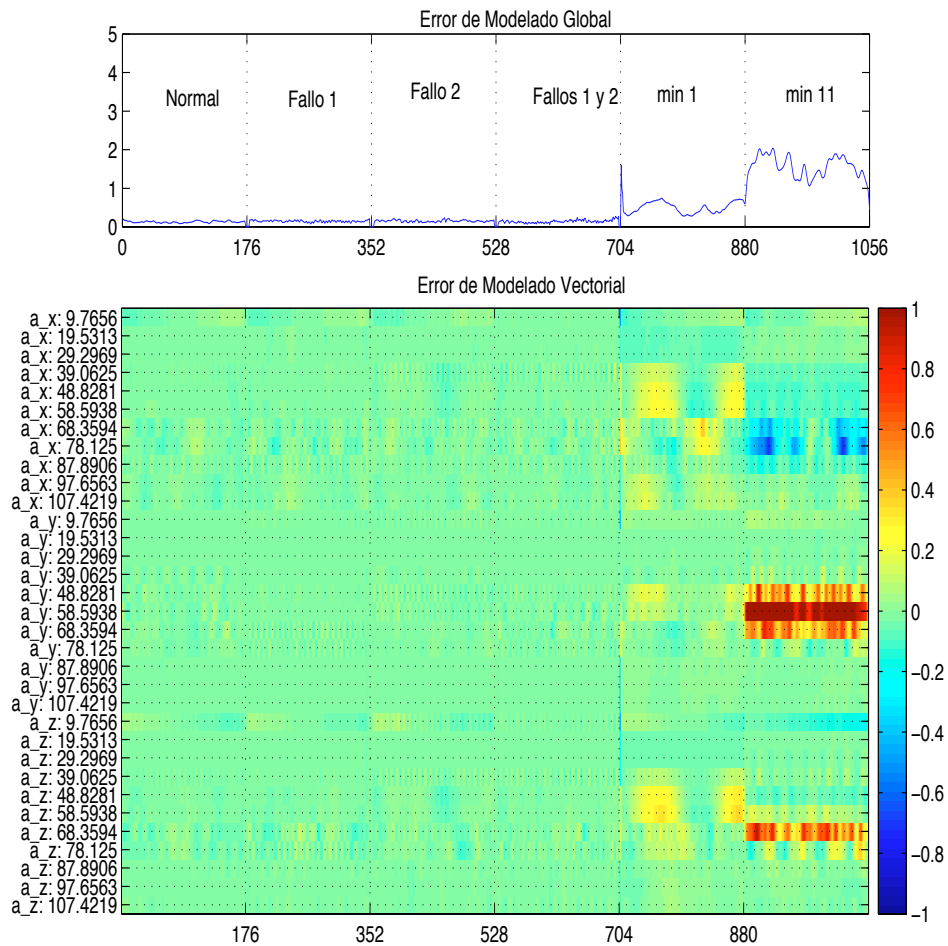 Error de Modelado Global
5
4
3
2
1
0
Normal
Fallo 1
Fallo 2
Fallos 1 y 2
min 1
min 11
0 176 352 528 704 880 1056
Error de Modelado Vectorial
a_x: 9.7656
a_x: 19.5313
a_x: 29.2969
a_x: 39.0625
a_x: 48.8281
a_x: 58.5938
a_x: 68.3594
a_x: 78.125
a_x: 87.8906
a_x: 97.6563
a_x: 107.4219
a_y: 9.7656
a_y: 19.5313
a_y: 29.2969
a_y: 39.0625
a_y: 48.8281
a_y: 58.5938
a_y: 68.3594
a_y: 78.125
a_y: 87.8906
a_y: 97.6563
a_y: 107.4219
a_z: 9.7656
a_z: 19.5313
a_z: 29.2969
a_z: 39.0625
a_z: 48.8281
a_z: 58.5938
a_z: 68.3594
a_z: 78.125
a_z: 87.8906
a_z: 97.6563
a_z: 107.4219
176 352 528 704 880
1
0.8
0.6
0.4
0.2
0
−0.2
−0.4
−0.6
−0.8
−1